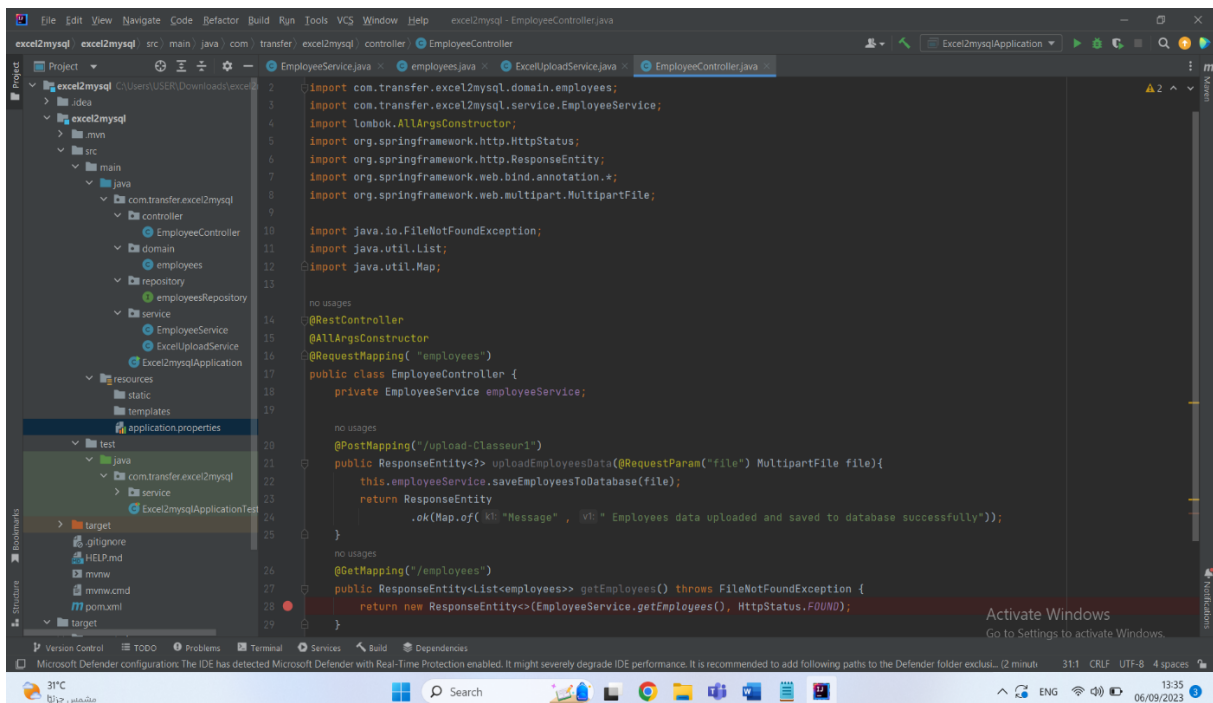 File Edit View Navigate Code Refactor Build Run Tools VCS Window Help excel2mysql - EmployeeController.java
excel2mysql excel2mysql src main java com transfer excel2mysql controller EmployeeController
Excel2mysqlApplication
Project
EmployeeService.java
employees.java
ExcelUploadService.java
EmployeeController.java
Project
Bookmarks
Structure
excel2mysql C:\Users\USER\Downloads\excel2
.idea
excel2mysql
.mvn
src
main
java
com.transfer.excel2mysql
controller
EmployeeController
domain
employees
repository
employeesRepository
service
EmployeeService
ExcelUploadService
Excel2mysqlApplication
resources
static
templates
application.properties
test
java
com.transfer.excel2mysql
service
Excel2mysqlApplicationTest
target
.gitignore
HELP.md
mvnw
mvnw.cmd
pom.xml
target
2 import com.transfer.excel2mysql.domain.employees;
3 import com.transfer.excel2mysql.service.EmployeeService;
4 import lombok.AllArgsConstructor;
5 import org.springframework.http.HttpStatus;
6 import org.springframework.http.ResponseEntity;
7 import org.springframework.web.bind.annotation.*;
8 import org.springframework.web.multipart.MultipartFile;
9
10 import java.io.FileNotFoundException;
11 import java.util.List;
12 import java.util.Map;
13
no usages
14 @RestController
15 @AllArgsConstructor
16 @RequestMapping( "employees")
17 public class EmployeeController {
18 private EmployeeService employeeService;
19
no usages
20 @PostMapping("/upload-Classeur1")
21 public ResponseEntity<?> uploadEmployeesData(@RequestParam("file") MultipartFile file){
22 this.employeeService.saveEmployeesToDatabase(file);
23 return ResponseEntity
24 .ok(Map.of( k1: "Message" , v1: " Employees data uploaded and saved to database successfully"));
25 }
no usages
26 @GetMapping("/employees")
27 public ResponseEntity<List<employees>> getEmployees() throws FileNotFoundException {
28 return new ResponseEntity<>(EmployeeService.getEmployees(), HttpStatus.FOUND);
29 }
2
m
Maven
Notifications
Activate Windows
Go to Settings to activate Windows.
Version Control TODO Problems Terminal Services Build Dependencies
Microsoft Defender configuration: The IDE has detected Microsoft Defender with Real-Time Protection enabled. It might severely degrade IDE performance. It is recommended to add following paths to the Defender folder exclusi... (2 minute 31:1 CRLF UTF-8 4 spaces
31°C
مشمس جزئيا
Search
ENG
13:35
06/09/2023
3